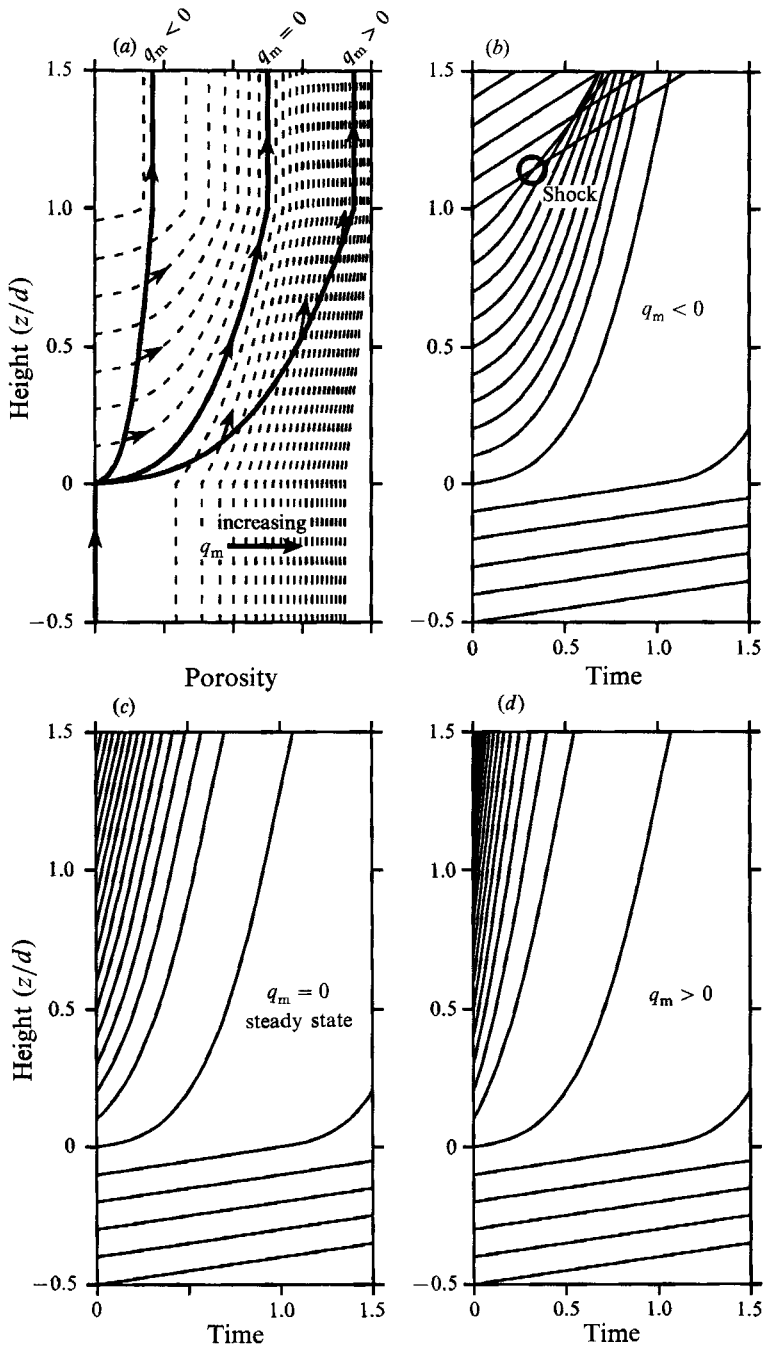 (a)
q_m < 0
q_m = 0
q_m > 0
1.5
1.0
0.5
0
−0.5
Height (z/d)
increasing
q_m
Porosity
(b)
1.5
1.0
0.5
0
−0.5
Shock
q_m < 0
0
0.5
1.0
1.5
Time
(c)
1.5
1.0
0.5
0
−0.5
Height (z/d)
q_m = 0
steady state
0
1.0
1.5
Time
(d)
1.5
1.0
0.5
0
−0.5
q_m > 0
0
0.5
1.0
1.5
Time